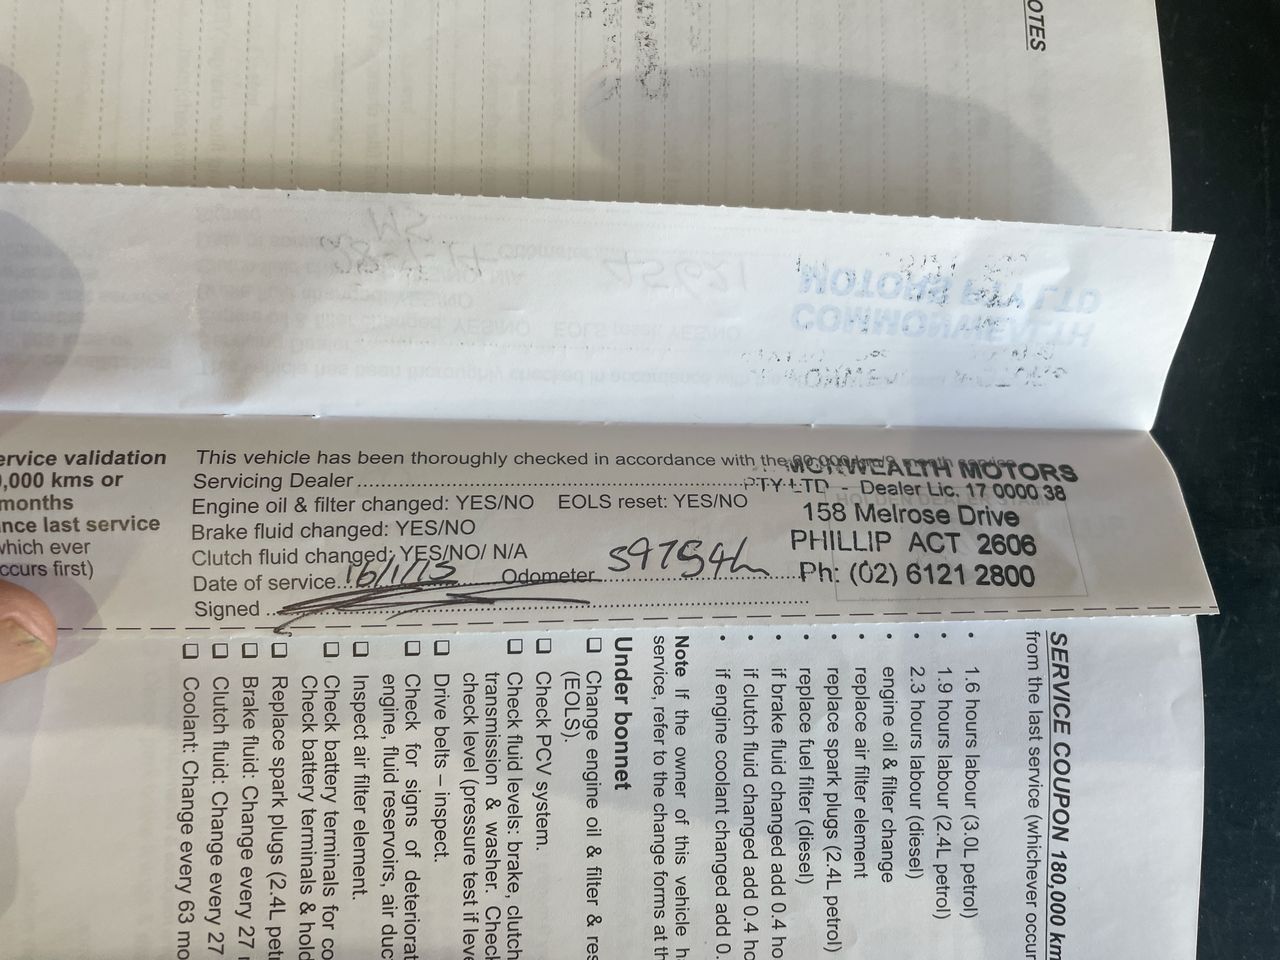 OTES
ervice validation
0,000 kms or
months
nce last service
which ever
ccurs first)
This vehicle has been thoroughly checked in accordance with the
Servicing Dealer
Engine oil & filter changed: YES/NO EOLS reset: YES/NO
Brake fluid changed: YES/NO
Clutch fluid changed: YES/NO/ N/A
Date of service 16/1/15 Odometer
Signed
MONWEALTH MOTORS
PTY LTD - Dealer Lic. 17 0000 38
158 Melrose Drive
PHILLIP ACT 2606
Ph: (02) 6121 2800
SERVICE COUPON 180,000 km
from the last service (whichever occur
• 1.6 hours labour (3.0L petrol)
• 1.9 hours labour (2.4L petrol)
• 2.3 hours labour (diesel)
• engine oil & filter change
• replace air filter element
• replace spark plugs (2.4L petrol)
• replace fuel filter (diesel)
• if brake fluid changed add 0.4 ho
• if clutch fluid changed add 0.4 hc
• if engine coolant changed add 0.
Note If the owner of this vehicle h
service, refer to the change forms at th
Under bonnet
❑ Change engine oil & filter & res
(EOLS).
❑ Check PCV system.
❑ Check fluid levels: brake, clutch
transmission & washer. Check
check level (pressure test if leve
❑ Drive belts – inspect.
❑ Check for signs of deteriorat
engine, fluid reservoirs, air duc
❑ Inspect air filter element.
❑ Check battery terminals for co
Check battery terminals & hold
❑ Replace spark plugs (2.4L petr
❑ Brake fluid: Change every 27 r
❑ Clutch fluid: Change every 27
❑ Coolant: Change every 63 mo